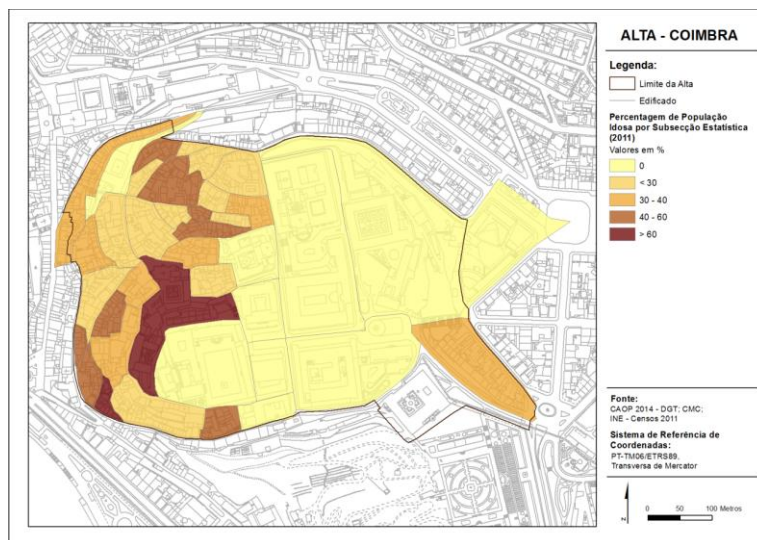 ALTA - COIMBRA
Legenda:
Limite da Alta
Edificado
Percentagem de População
Idosa por Subsecção Estatística
(2011)
Valores em %
0
< 30
30 - 40
40 - 60
> 60
Fonte:
CAOP 2014 - DGT; CMC;
INE - Censos 2011
Sistema de Referência de
Coordenadas:
PT-TM06/ETRS89,
Transversa de Mercator
N
0 50 100 Metros